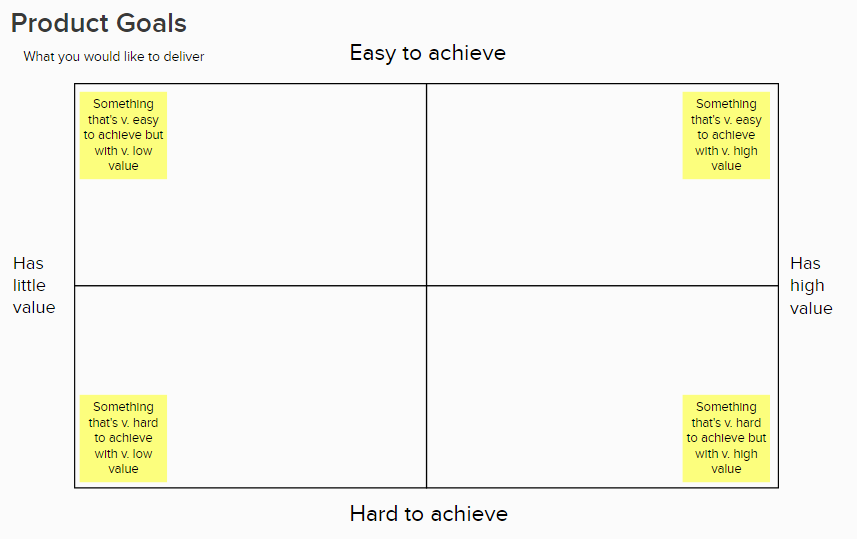 Product Goals
What you would like to deliver
Easy to achieve
Something
that's v. easy
to achieve but
with v. low
value
Something
that's v. easy
to achieve
with v. high
value
Has
little
value
Has
high
value
Something
that's v. hard
to achieve
with v. low
value
Something
that's v. hard
to achieve but
with v. high
value
Hard to achieve